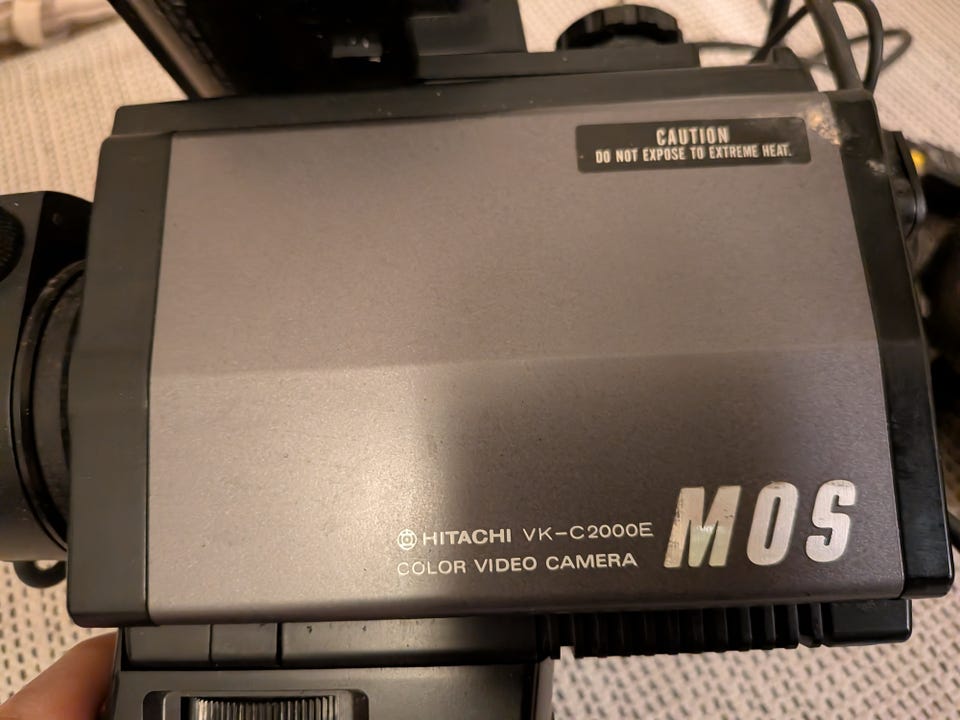 CAUTION
DO NOT EXPOSE TO EXTREME HEAT.
HITACHI VK-C2000E
COLOR VIDEO CAMERA
MOS